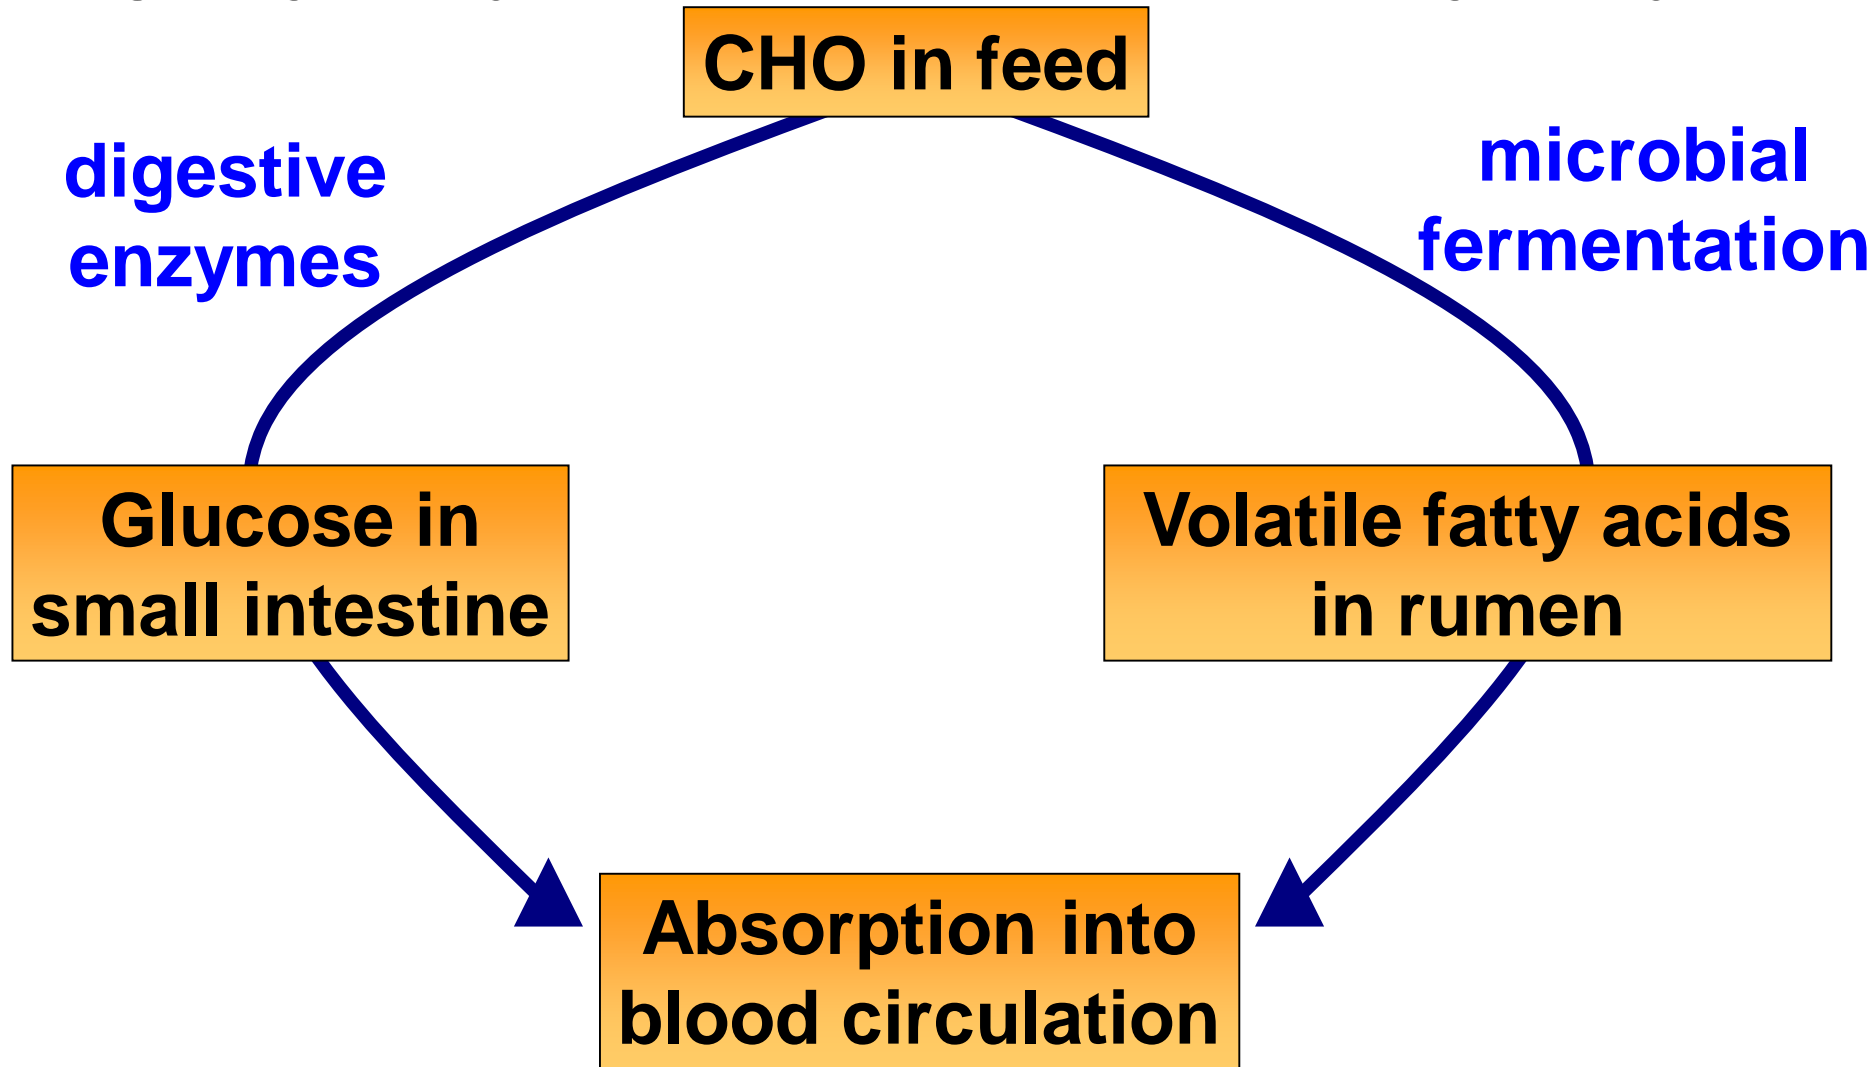 CHO in feed
digestive
enzymes
microbial
fermentation
Glucose in
small intestine
Volatile fatty acids
in rumen
Absorption into
blood circulation